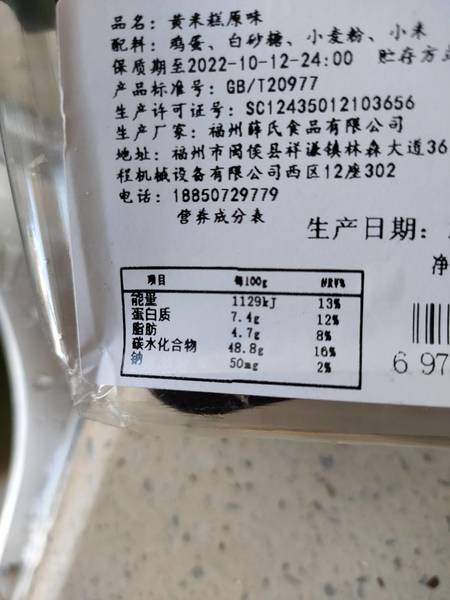 品名: 黄米糕原味
配料: 鸡蛋、白砂糖、小麦粉、小米
保质期至2022-10-12-24:00 贮存方式
产品标准号: GB/T20977
生产许可证号: SC12435012103656
生产厂家: 福州薛氏食品有限公司
地址: 福州市闽侯县祥谦镇林森大道36
程机械设备有限公司西区12座302
电话: 18850729779
营养成分表
生产日期:
净
项目 每100g NRV%
能量 1129kJ 13%
蛋白质 7.4g 12%
脂肪 4.7g 8%
碳水化合物 48.8g 16%
钠 50mg 2%
6 97